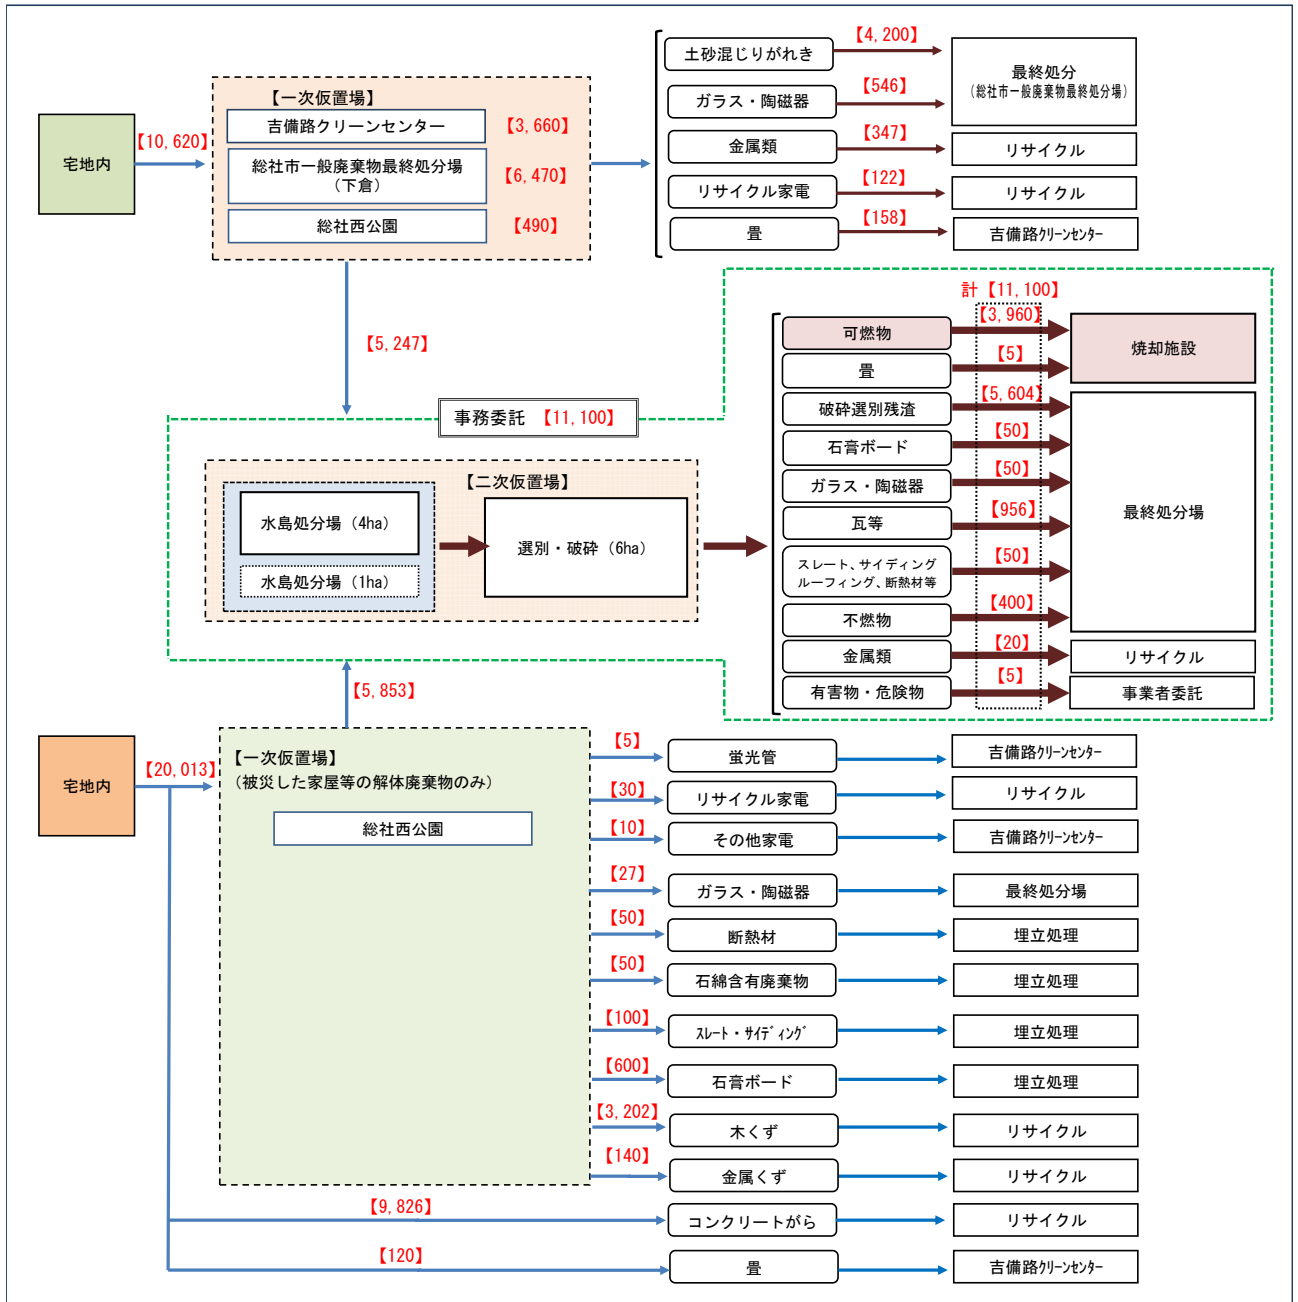 宅地内
【10,620】
【一次仮置場】
吉備路クリーンセンター
【3,660】
総社市一般廃棄物最終処分場
（下倉）
【6,470】
総社西公園
【490】
土砂混じりがれき
【4,200】
最終処分
（総社市一般廃棄物最終処分場）
ガラス・陶磁器
【546】
金属類
【347】
リサイクル
リサイクル家電
【122】
リサイクル
畳
【158】
吉備路ｸﾘｰﾝｾﾝﾀｰ
【5,247】
事務委託 【11,100】
【二次仮置場】
水島処分場（4ha）
水島処分場（1ha）
選別・破砕（6ha）
計【11,100】
可燃物
【3,960】
焼却施設
畳
【5】
破砕選別残渣
【5,604】
石膏ボード
【50】
ガラス・陶磁器
【50】
瓦等
【956】
最終処分場
スレート、サイディング
ルーフィング、断熱材等
【50】
不燃物
【400】
金属類
【20】
リサイクル
有害物・危険物
【5】
事業者委託
【5,853】
宅地内
【20,013】
【一次仮置場】
（被災した家屋等の解体廃棄物のみ）
総社西公園
【5】
蛍光管
吉備路ｸﾘｰﾝｾﾝﾀｰ
【30】
リサイクル家電
リサイクル
【10】
その他家電
吉備路ｸﾘｰﾝｾﾝﾀｰ
【27】
ガラス・陶磁器
最終処分場
【50】
断熱材
埋立処理
【50】
石綿含有廃棄物
埋立処理
【100】
ｽﾚｰﾄ・ｻｲﾃﾞｨﾝｸﾞ
埋立処理
【600】
石膏ボード
埋立処理
【3,202】
木くず
リサイクル
【140】
金属くず
リサイクル
【9,826】
コンクリートがら
リサイクル
【120】
畳
吉備路ｸﾘｰﾝｾﾝﾀｰ